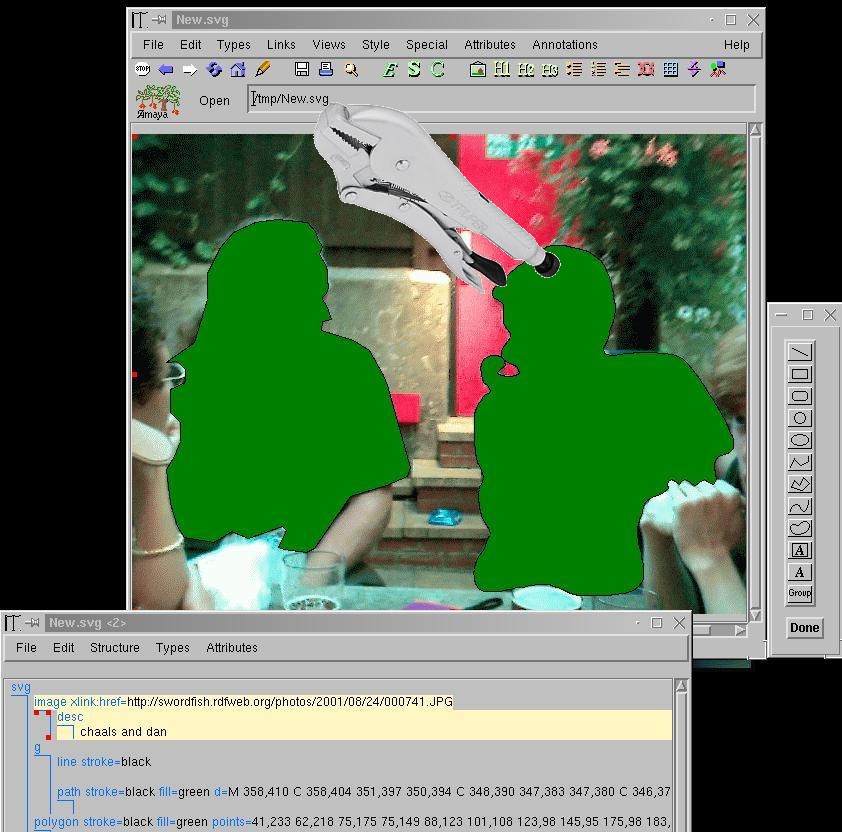 New.svg
File Edit Types Links Views Style Special Attributes Annotations Help
STOP E S C H1 H2 H3
Amaya Open /tmp/New.svg
A
A
Group
Done
New.svg <2>
File Edit Structure Types Attributes
svg
image xlink:href=http://swordfish.rdfweb.org/photos/2001/08/24/000741.JPG
desc
chaals and dan
g
line stroke=black
path stroke=black fill=green d=M 358,410 C 358,404 351,397 350,394 C 348,390 347,383 347,380 C 346,37
polygon stroke=black fill=green points=41,233 62,218 75,175 75,149 88,123 101,108 123,98 145,95 175,98 183,